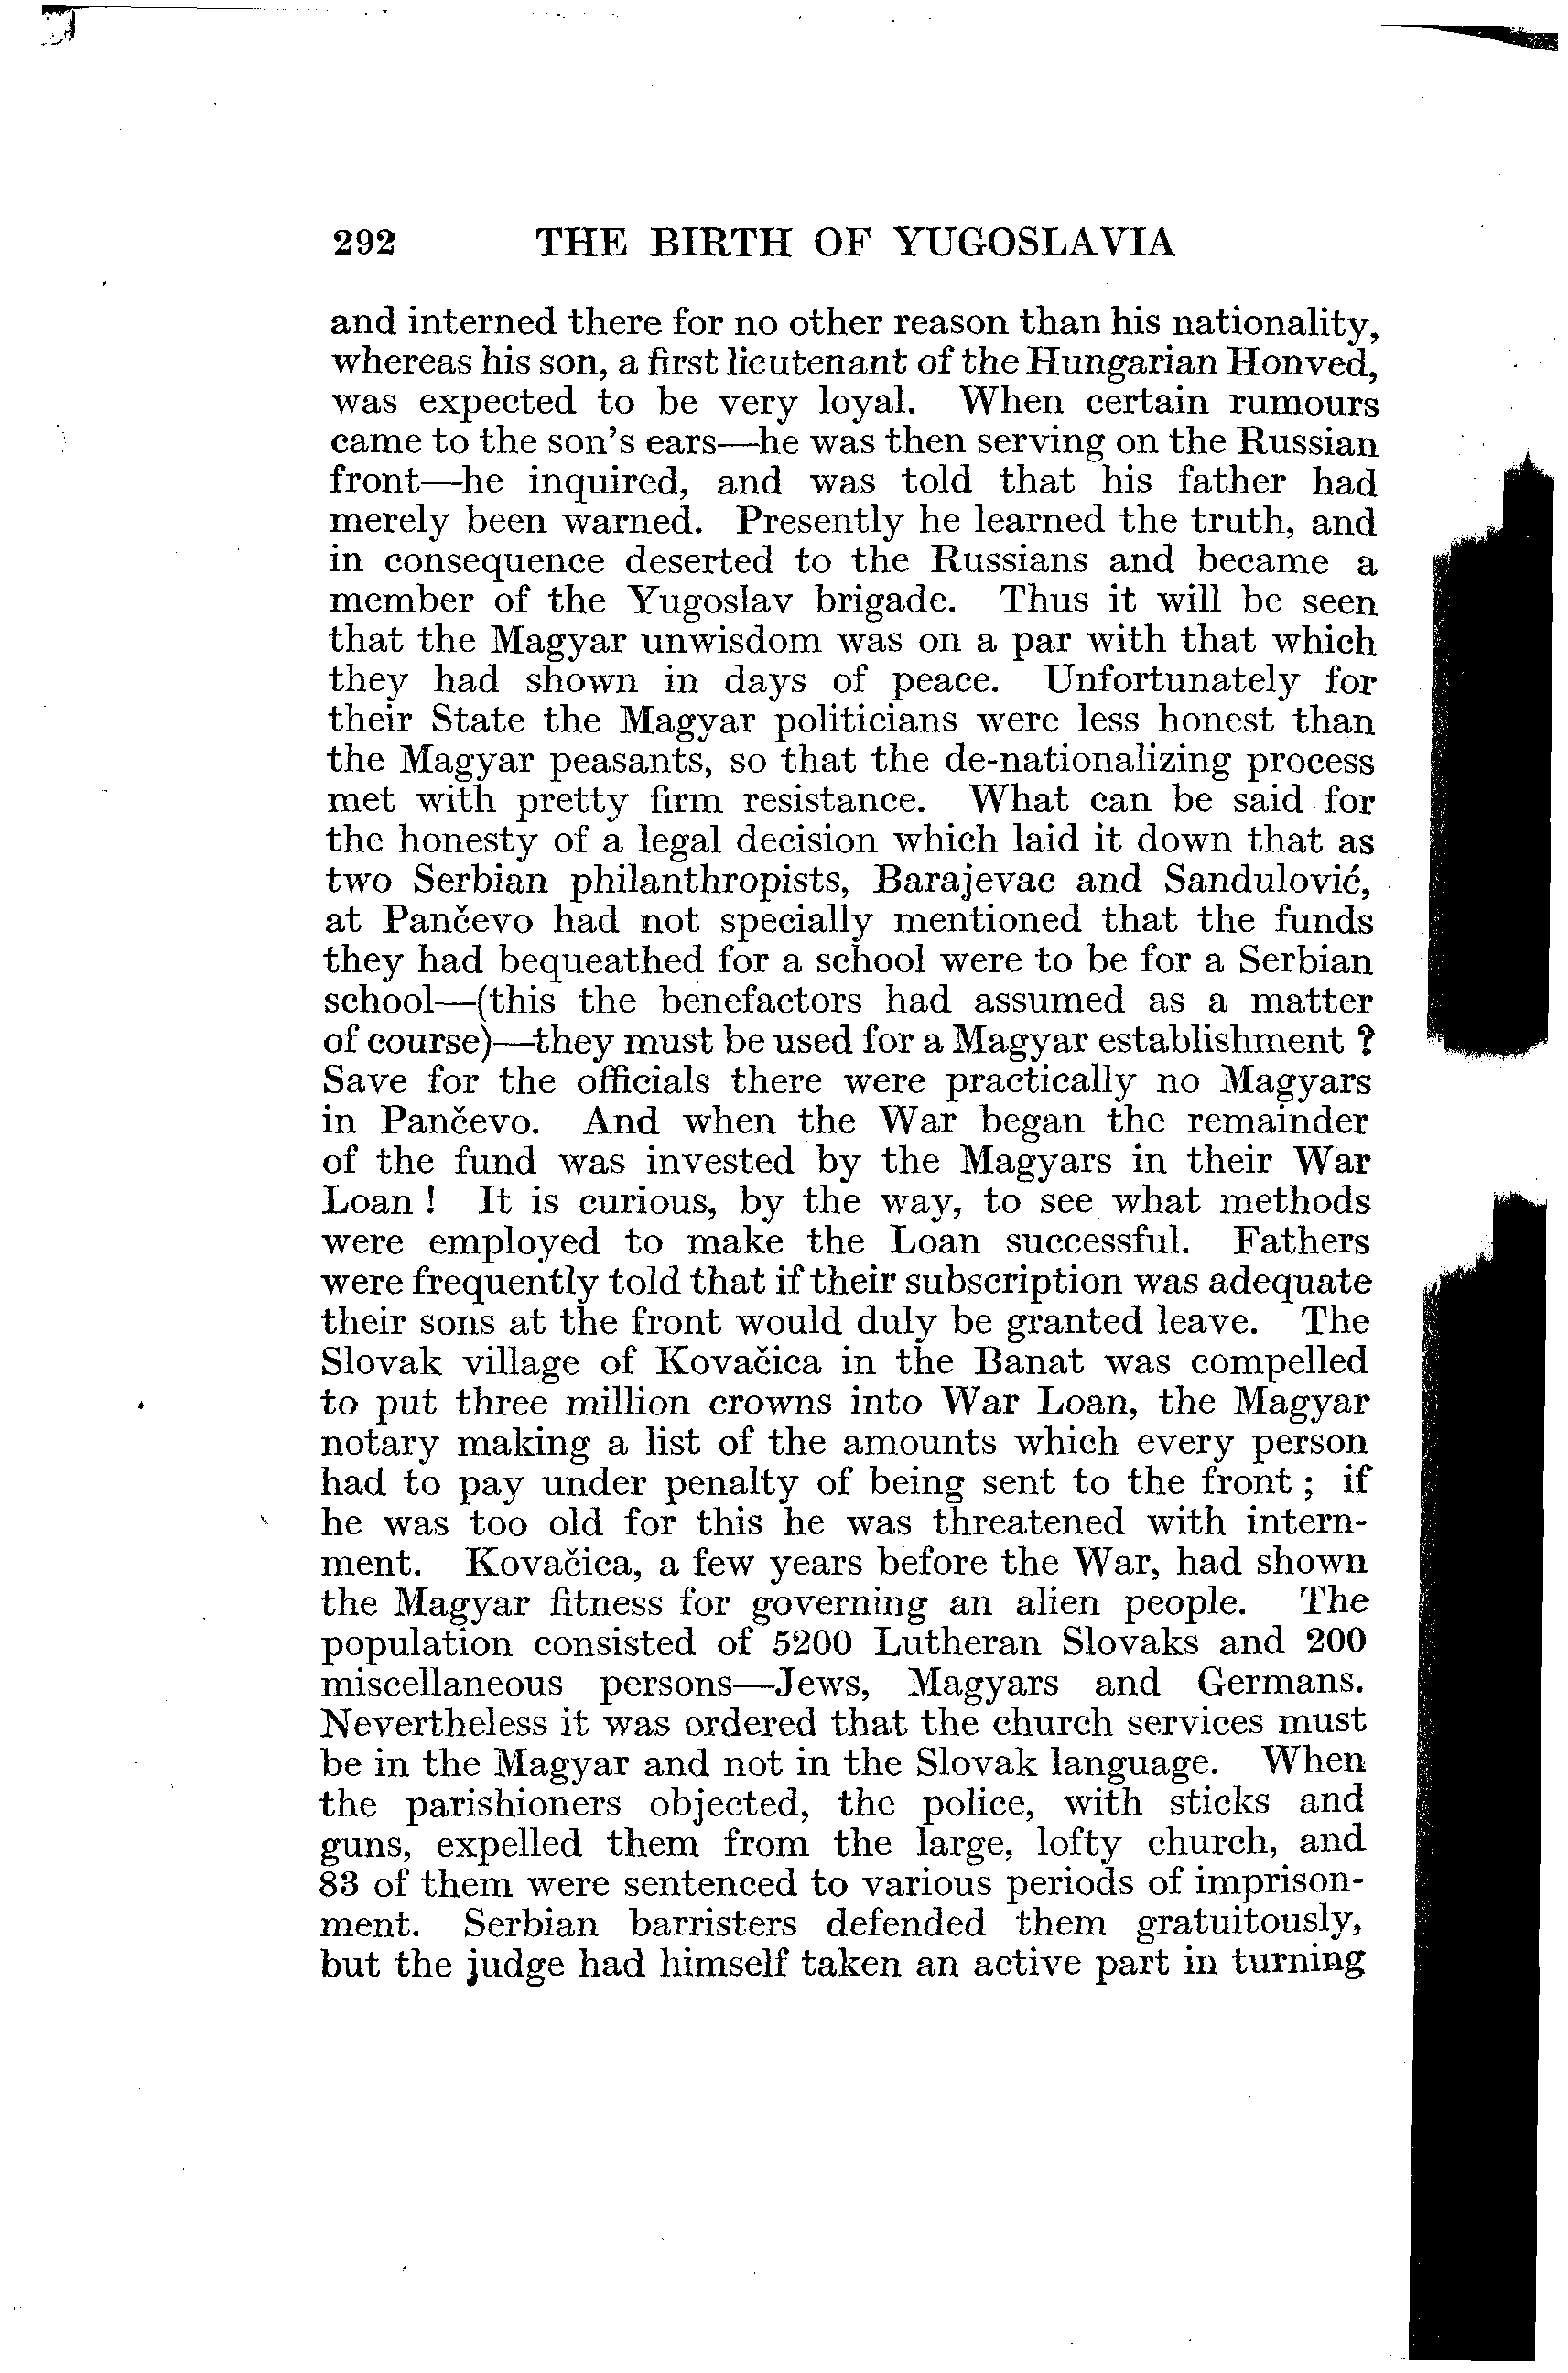 292 THE BIRTH OF YUGOSLAVIA
and interned there for no other reason than his nationality,
whereas his son, a first lieutenant of the Hungarian Honved,
was expected to be very loyal. When certain rumours
came to the son's ears—he was then serving on the Russian
front—he inquired, and was told that his father had
merely been warned. Presently he learned the truth, and
in consequence deserted to the Russians and became a
member of the Yugoslav brigade. Thus it will be seen
that the Magyar unwisdom was on a par with that which
they had shown in days of peace. Unfortunately for
their State the Magyar politicians were less honest than
the Magyar peasants, so that the de-nationalizing process
met with pretty firm resistance. What can be said for
the honesty of a legal decision which laid it down that as
two Serbian philanthropists, Barajevac and Sandulović,
at Pančevo had not specially mentioned that the funds
they had bequeathed for a school were to be for a Serbian
school—(this the benefactors had assumed as a matter
of course)—they must be used for a Magyar establishment ?
Save for the officials there were practically no Magyars
in Pančevo. And when the War began the remainder
of the fund was invested by the Magyars in their War
Loan ! It is curious, by the way, to see what methods
were employed to make the Loan successful. Fathers
were frequently told that if their subscription was adequate
their sons at the front would duly be granted leave. The
Slovak village of Kovačica in the Banat was compelled
to put three million crowns into War Loan, the Magyar
notary making a list of the amounts which every person
had to pay under penalty of being sent to the front ; if
he was too old for this he was threatened with intern-
ment. Kovačica, a few years before the War, had shown
the Magyar fitness for governing an alien people. The
population consisted of 5200 Lutheran Slovaks and 200
miscellaneous persons—Jews, Magyars and Germans.
Nevertheless it was ordered that the church services must
be in the Magyar and not in the Slovak language. When
the parishioners objected, the police, with sticks and
guns, expelled them from the large, lofty church, and
83 of them were sentenced to various periods of imprison-
ment. Serbian barristers defended them gratuitously,
but the judge had himself taken an active part in turning